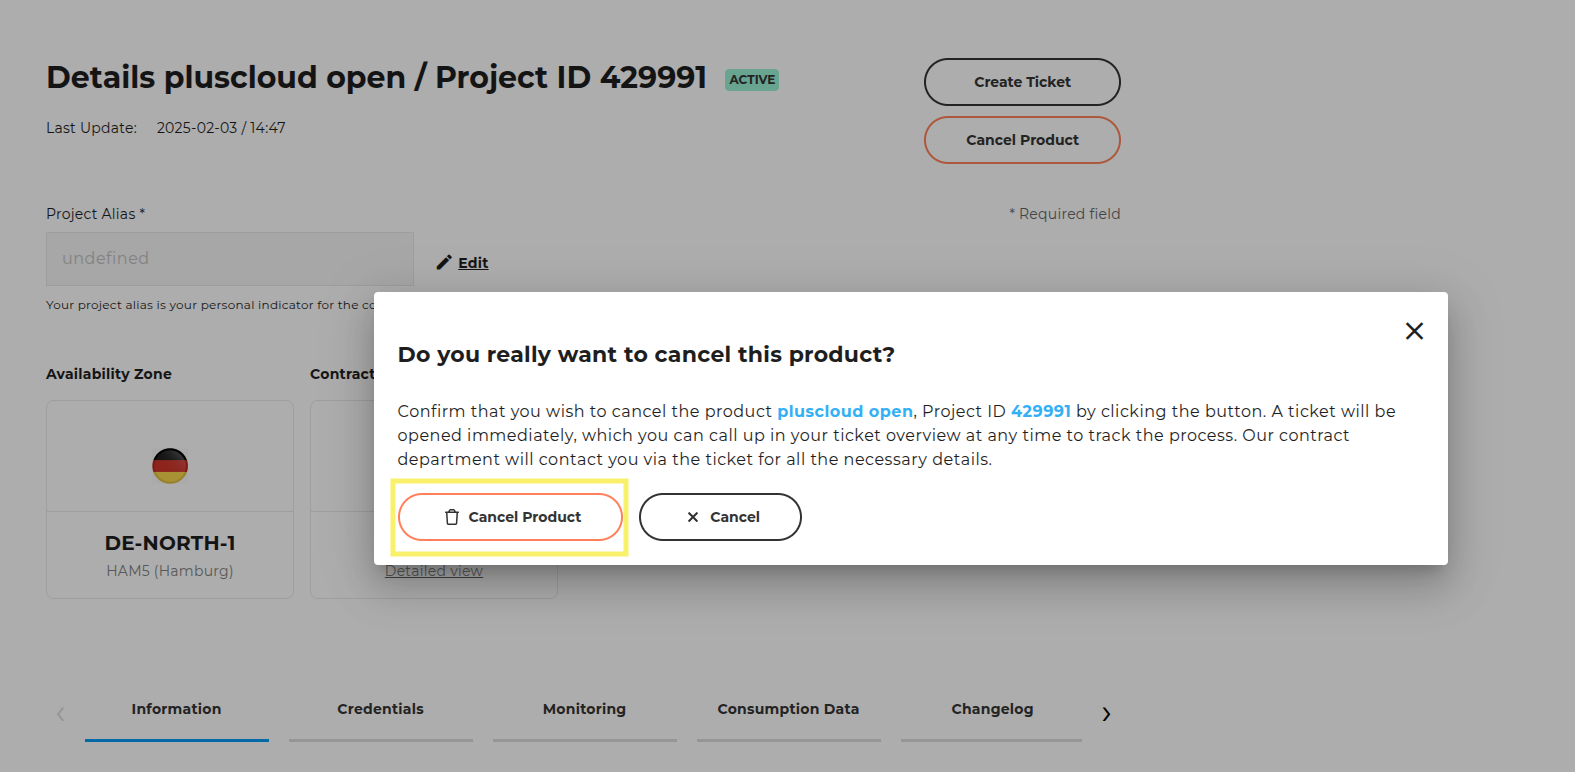 Details pluscloud open / Project ID 429991 ACTIVE
Create Ticket
Last Update: 2025-02-03 / 14:47
Cancel Product
Project Alias *
* Required field
undefined
Edit
Your project alias is your personal indicator for the
Do you really want to cancel this product?
Confirm that you wish to cancel the product pluscloud open, Project ID 429991 by clicking the button. A ticket will be
opened immediately, which you can call up in your ticket overview at any time to track the process. Our contract
department will contact you via the ticket for all the necessary details.
Cancel Product
Cancel
Availability Zone
Contract
DE-NORTH-1
HAM5 (Hamburg)
Detailed view
Information
Credentials
Monitoring
Consumption Data
Changelog